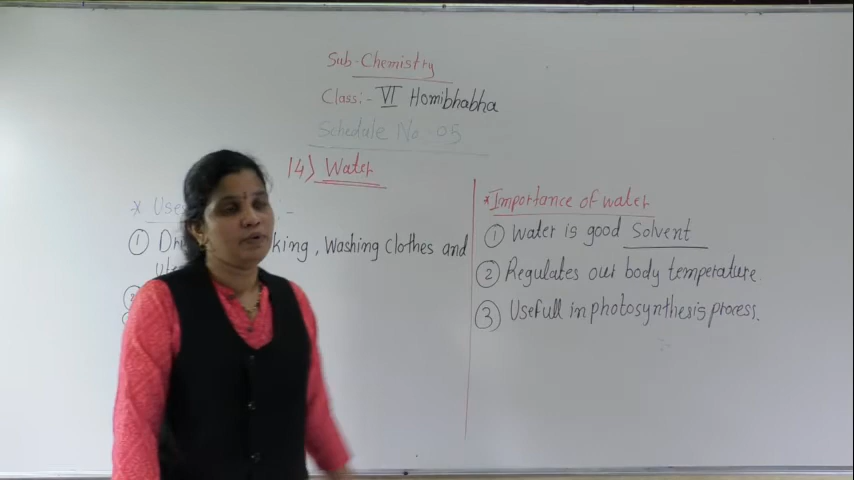 Sub-Chemistry
Class:- VI Homibhabha
Schedule No-05
14) Water
* Use
① Dr king, Washing Clothes and
ute
* Importance of water
① Water is good Solvent
② Regulates our body temperature.
③ Usefull in photosynthesis process.